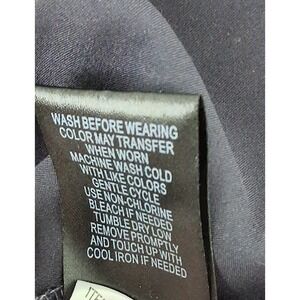 WASH BEFORE WEARING
COLOR MAY TRANSFER
WHEN WORN
MACHINE WASH COLD
WITH LIKE COLORS
GENTLE CYCLE
USE NON-CHLORINE
BLEACH IF NEEDED
TUMBLE DRY LOW
REMOVE PROMPTLY
AND TOUCH UP WITH
COOL IRON IF NEEDED